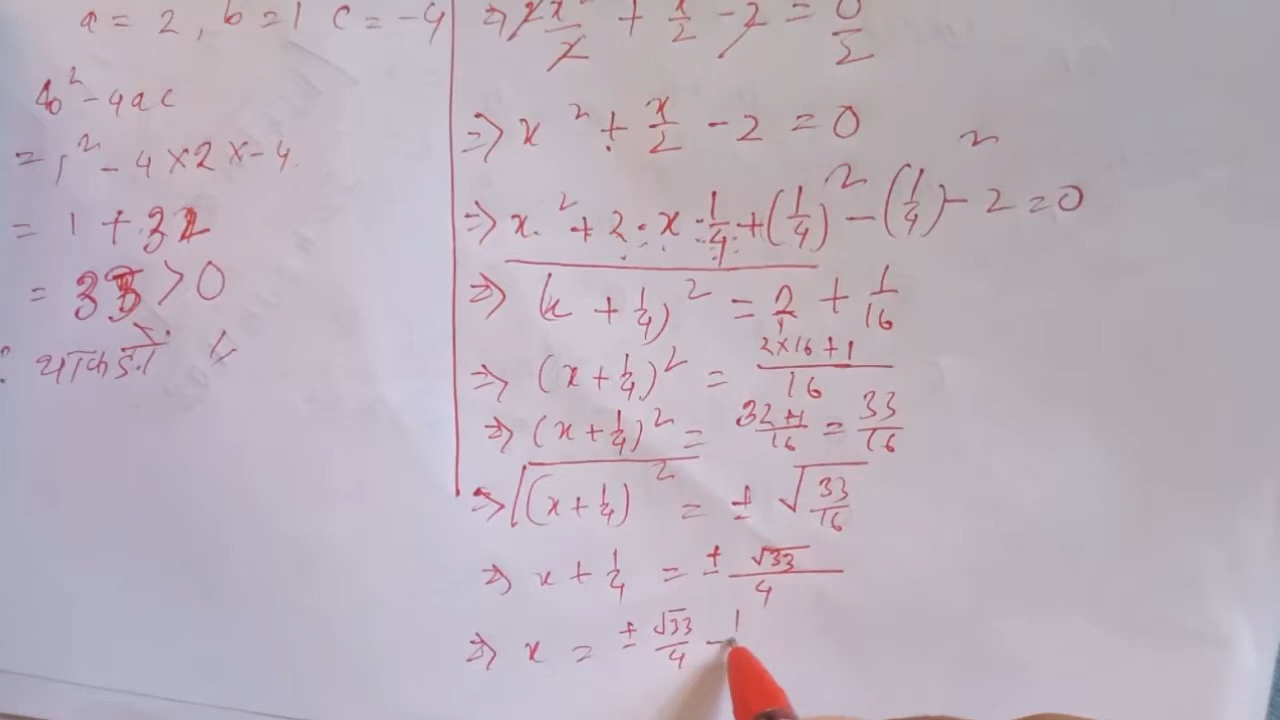 a = 2, b = 1 c = -4
b² - 4ac
= 1² - 4 × 2 × -4
= 1 + 32
= 33 > 0
⇒ 2x²/2 + x/2 - 2 = 0/2
⇒ x² + x/2 - 2 = 0
⇒ x² + 2·x·1/4 + (1/4)² - (1/4)² - 2 = 0
⇒ (x + 1/4)² = 2 + 1/16
⇒ (x + 1/4)² = (2×16+1)/16
⇒ (x + 1/4)² = (32+1)/16 = 33/16
⇒ √(x + 1/4)² = ± √(33/16)
⇒ x + 1/4 = ± √33/4
⇒ x = ± √33/4 - 1